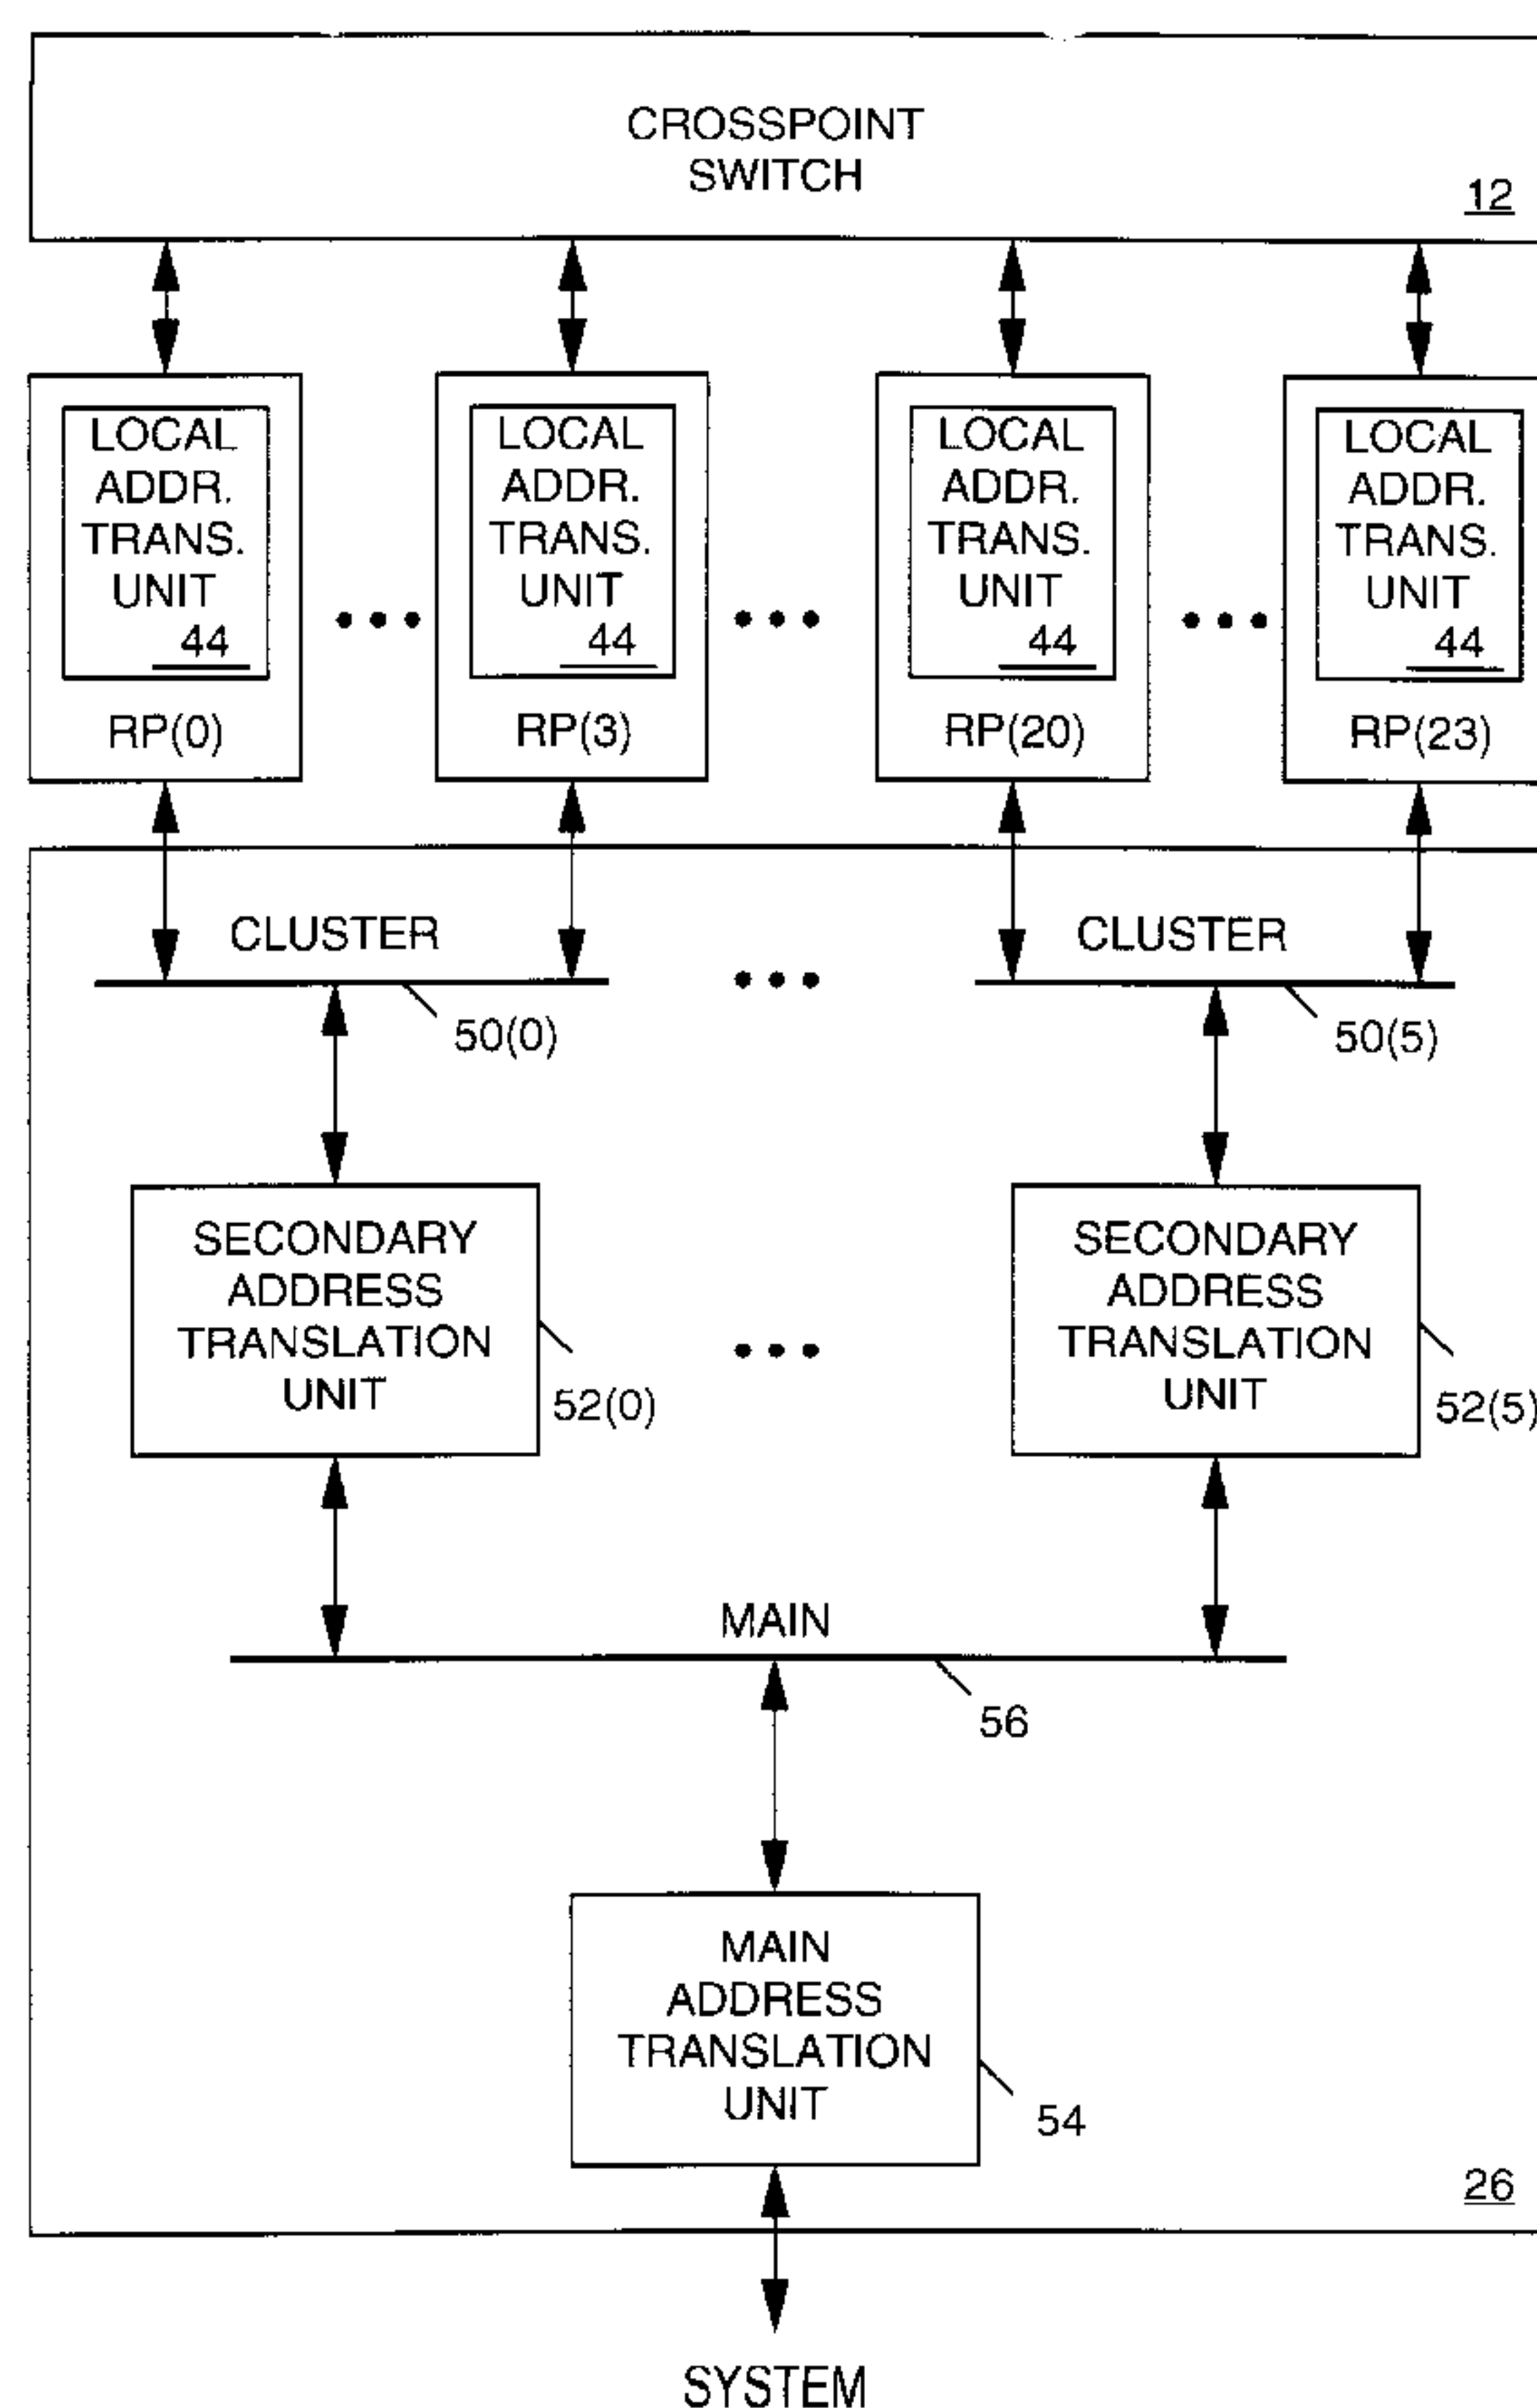 CROSSPOINT
SWITCH
12
LOCAL
ADDR.
TRANS.
UNIT
44
RP(0)
LOCAL
ADDR.
TRANS.
UNIT
44
RP(3)
LOCAL
ADDR.
TRANS.
UNIT
44
RP(20)
LOCAL
ADDR.
TRANS.
UNIT
44
RP(23)
CLUSTER
50(0)
CLUSTER
50(5)
SECONDARY
ADDRESS
TRANSLATION
UNIT
52(0)
SECONDARY
ADDRESS
TRANSLATION
UNIT
52(5)
MAIN
56
MAIN
ADDRESS
TRANSLATION
UNIT
54
26
SYSTEM